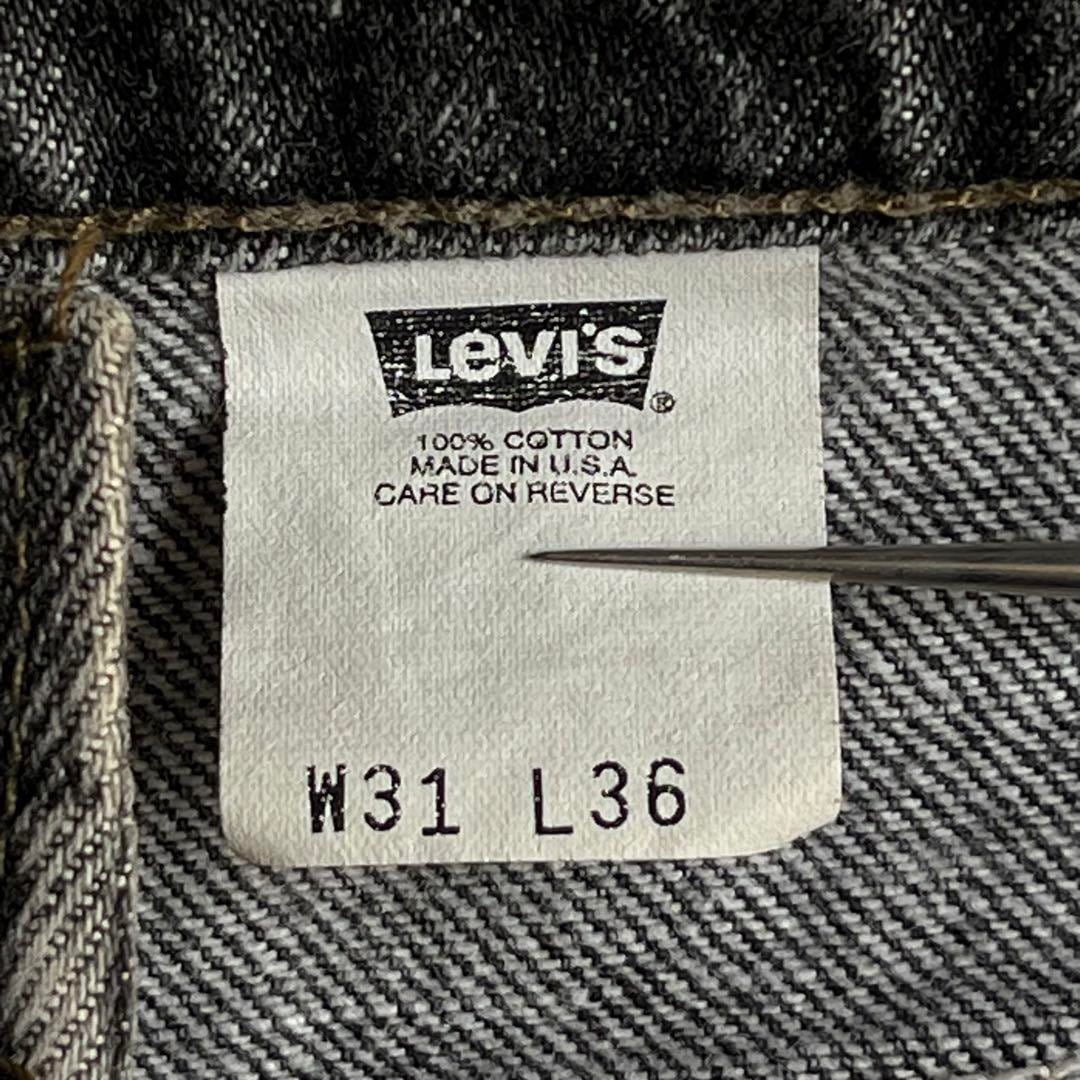 Levi's ®
100% COTTON
MADE IN U.S.A.
CARE ON REVERSE
W31 L36